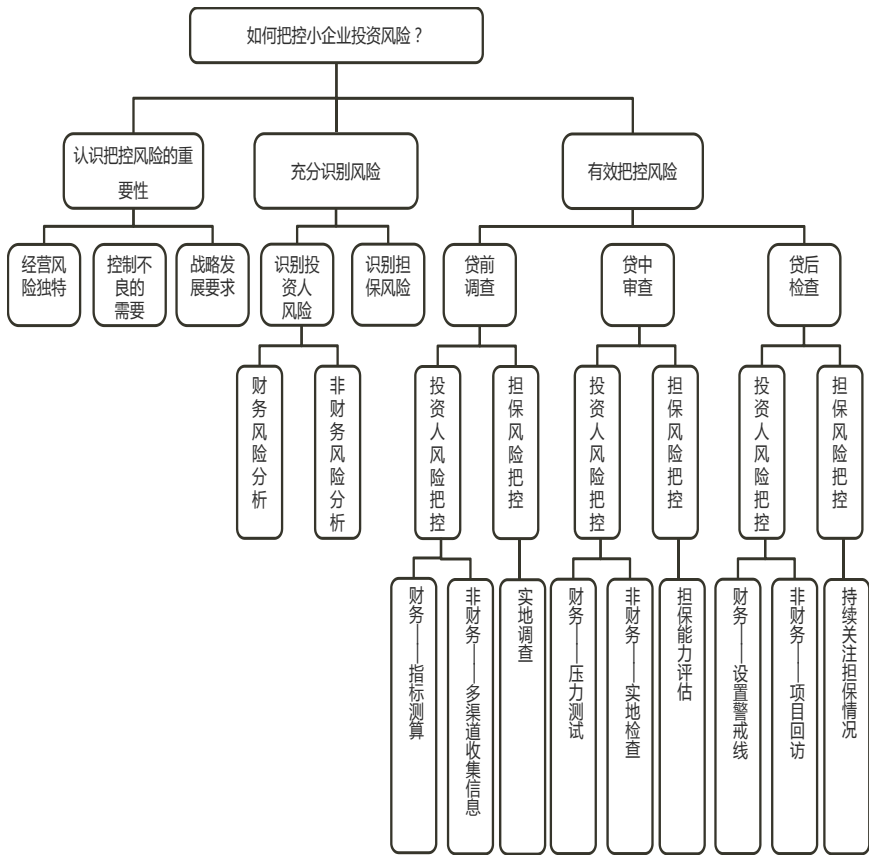 如何把控小企业投资风险？
认识把控风险的重
要性
充分识别风险
有效把控风险
经营风
险独特
控制不
良的
需要
战略发
展要求
识别投
资人
风险
识别担
保风险
贷前
调查
贷中
审查
贷后
检查
财务风险分析
非财务风险分析
投资人风险把控
担保风险把控
投资人风险把控
担保风险把控
投资人风险把控
担保风险把控
财务——指标测算
非财务——多渠道收集信息
实地调查
财务——压力测试
非财务——实地检查
担保能力评估
财务——设置警戒线
非财务——项目回访
持续关注担保情况